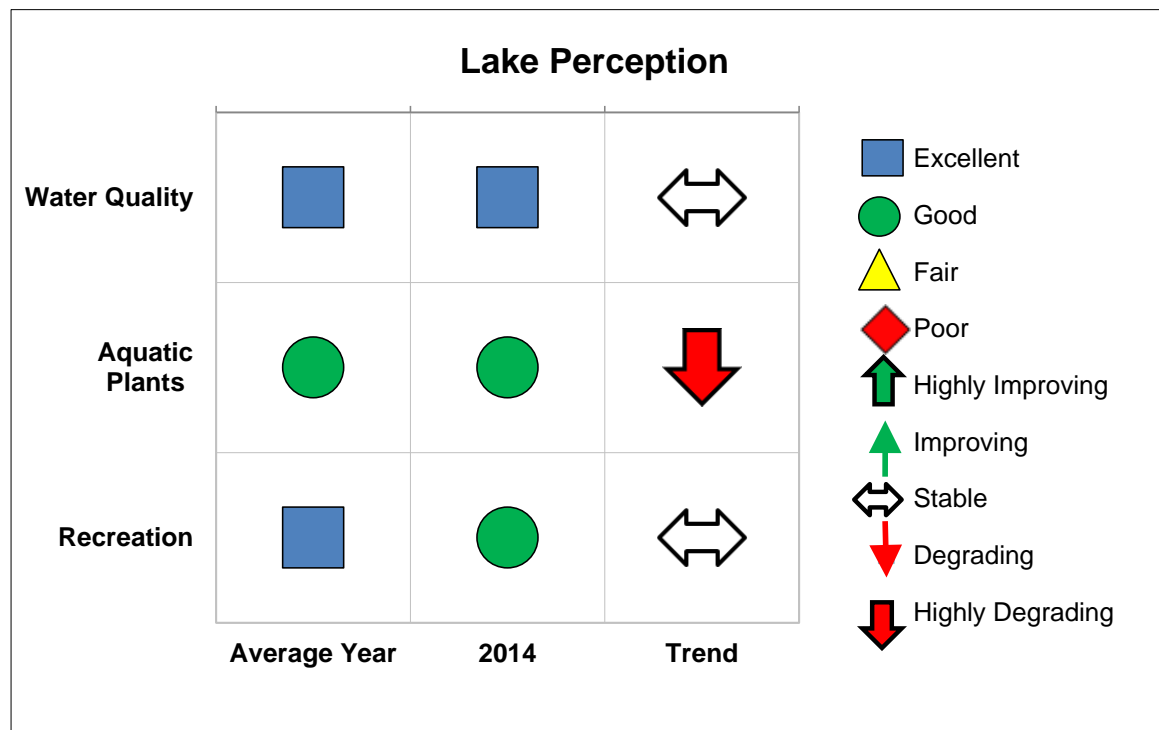 Lake Perception
Water Quality
Aquatic
Plants
Recreation
Average Year
2014
Trend
Excellent
Good
Fair
Poor
Highly Improving
Improving
Stable
Degrading
Highly Degrading